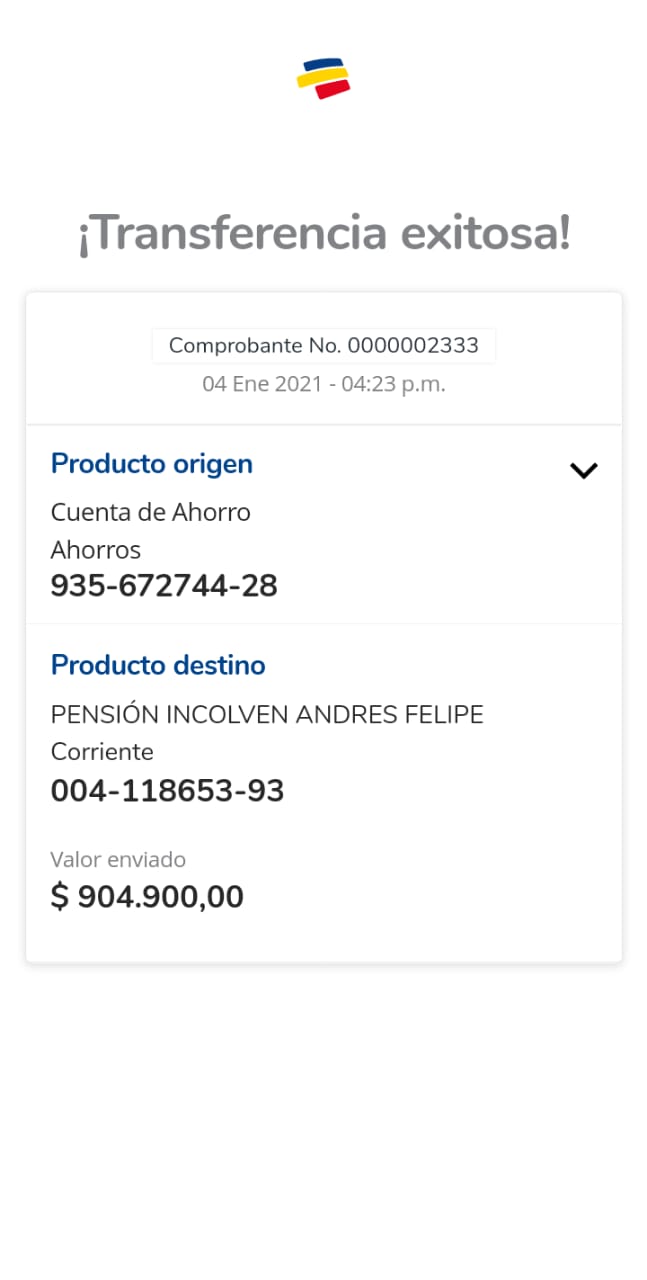 ¡Transferencia exitosa!
Comprobante No. 0000002333
04 Ene 2021 - 04:23 p.m.
Producto origen
Cuenta de Ahorro
Ahorros
935-672744-28
Producto destino
PENSIÓN INCOLVEN ANDRES FELIPE
Corriente
004-118653-93
Valor enviado
$ 904.900,00